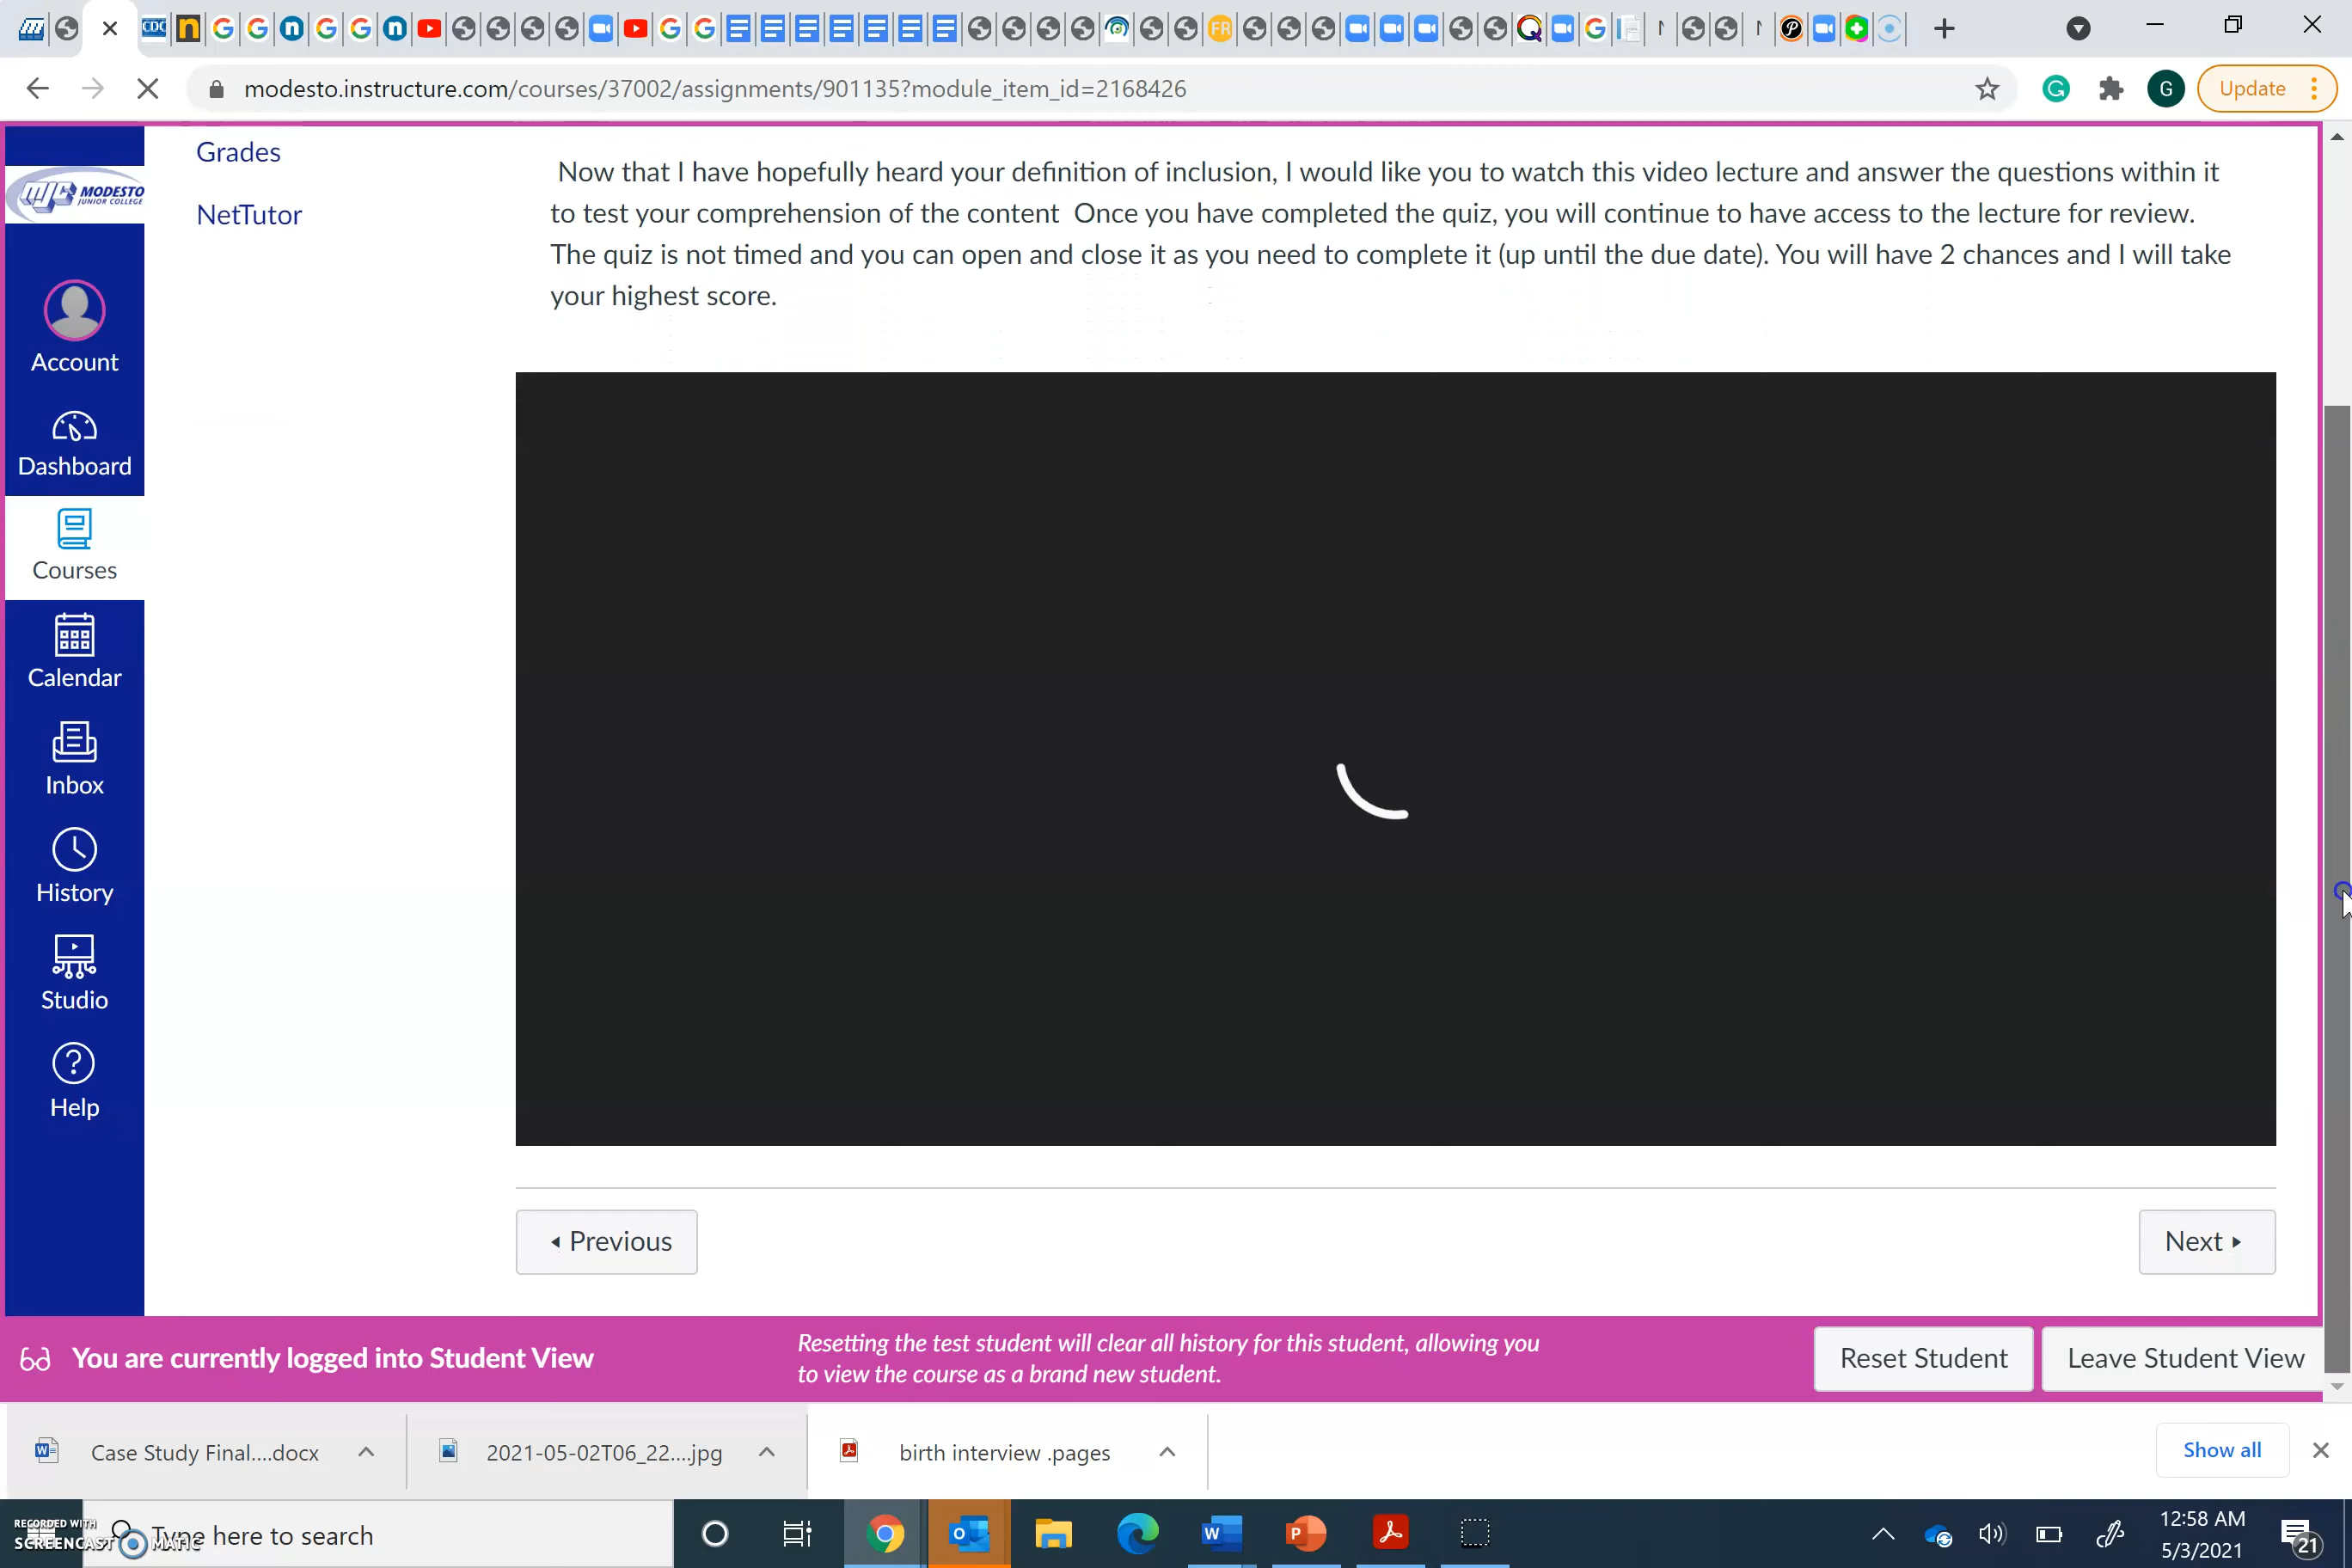 modesto.instructure.com/courses/37002/assignments/901135?module_item_id=2168426
G
Update
MJC MODESTO
JUNIOR COLLEGE
Account
Dashboard
Courses
Calendar
Inbox
History
Studio
Help
Grades
NetTutor
Now that I have hopefully heard your definition of inclusion, I would like you to watch this video lecture and answer the questions within it
to test your comprehension of the content  Once you have completed the quiz, you will continue to have access to the lecture for review.
The quiz is not timed and you can open and close it as you need to complete it (up until the due date). You will have 2 chances and I will take
your highest score.
Previous
Next
You are currently logged into Student View
Resetting the test student will clear all history for this student, allowing you
to view the course as a brand new student.
Reset Student
Leave Student View
Case Study Final....docx
2021-05-02T06_22....jpg
birth interview .pages
Show all
RECORDED WITH
SCREENCAST MATIC
Type here to search
12:58 AM
5/3/2021
21